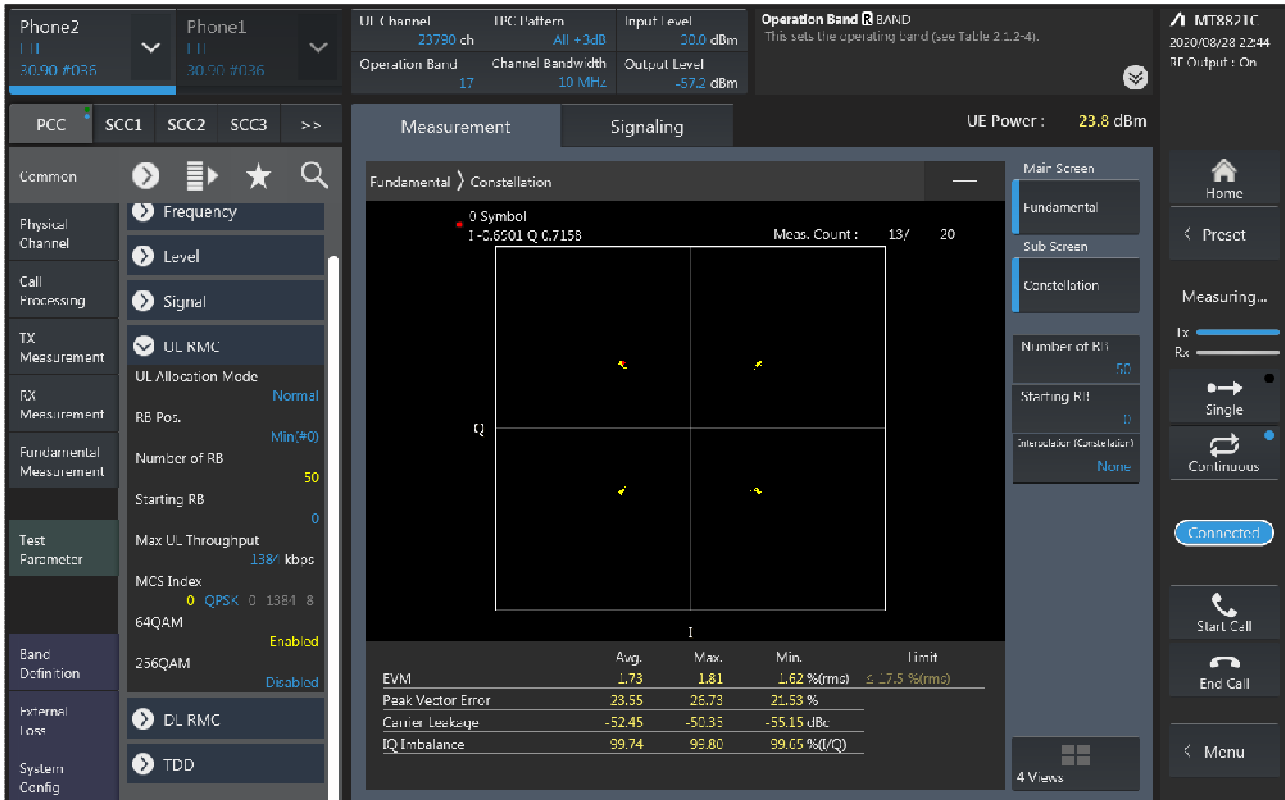 Phone2
30.90 #036
Phone1
30.90 #036
UL Channel
23790 ch
TPC Pattern
All +3dB
Input Level
30.0 dBm
Operation Band
17
Channel Bandwidth
10 MHz
Output Level
-57.2 dBm
Operation Band R BAND
This sets the operating band (see Table 2.1.2-4).
MT8821C
2020/08/28 22:44
RF Output : On
PCC
SCC1
SCC2
SCC3
>>
Measurement
Signaling
UE Power :
23.8 dBm
Common
Physical
Channel
Call
Processing
TX
Measurement
RX
Measurement
Fundamental
Measurement
Test
Parameter
Band
Definition
External
Loss
System
Config
Frequency
Level
Signal
UL RMC
UL Allocation Mode
Normal
RB Pos.
Min(#0)
Number of RB
50
Starting RB
0
Max UL Throughput
1384 kbps
MCS Index
0 QPSK 0 1384 8
64QAM
Enabled
256QAM
Disabled
DL RMC
TDD
Fundamental > Constellation
0 Symbol
I -0.6901 Q 0.7158
Meas. Count : 13/ 20
Q
I
Avg. Max. Min. Limit
EVM 1.73 1.81 1.62 %(rms) ≤ 17.5 %(rms)
Peak Vector Error 23.55 26.73 21.53 %
Carrier Leakage -52.45 -50.35 -55.15 dBc
IQ Imbalance 99.74 99.80 99.65 %(I/Q)
Main Screen
Fundamental
Sub Screen
Constellation
Number of RB
50
Starting RB
0
Interpolation (Constellation)
None
4 Views
Home
Preset
Measuring...
Tx
Rx
Single
Continuous
Connected
Start Call
End Call
Menu